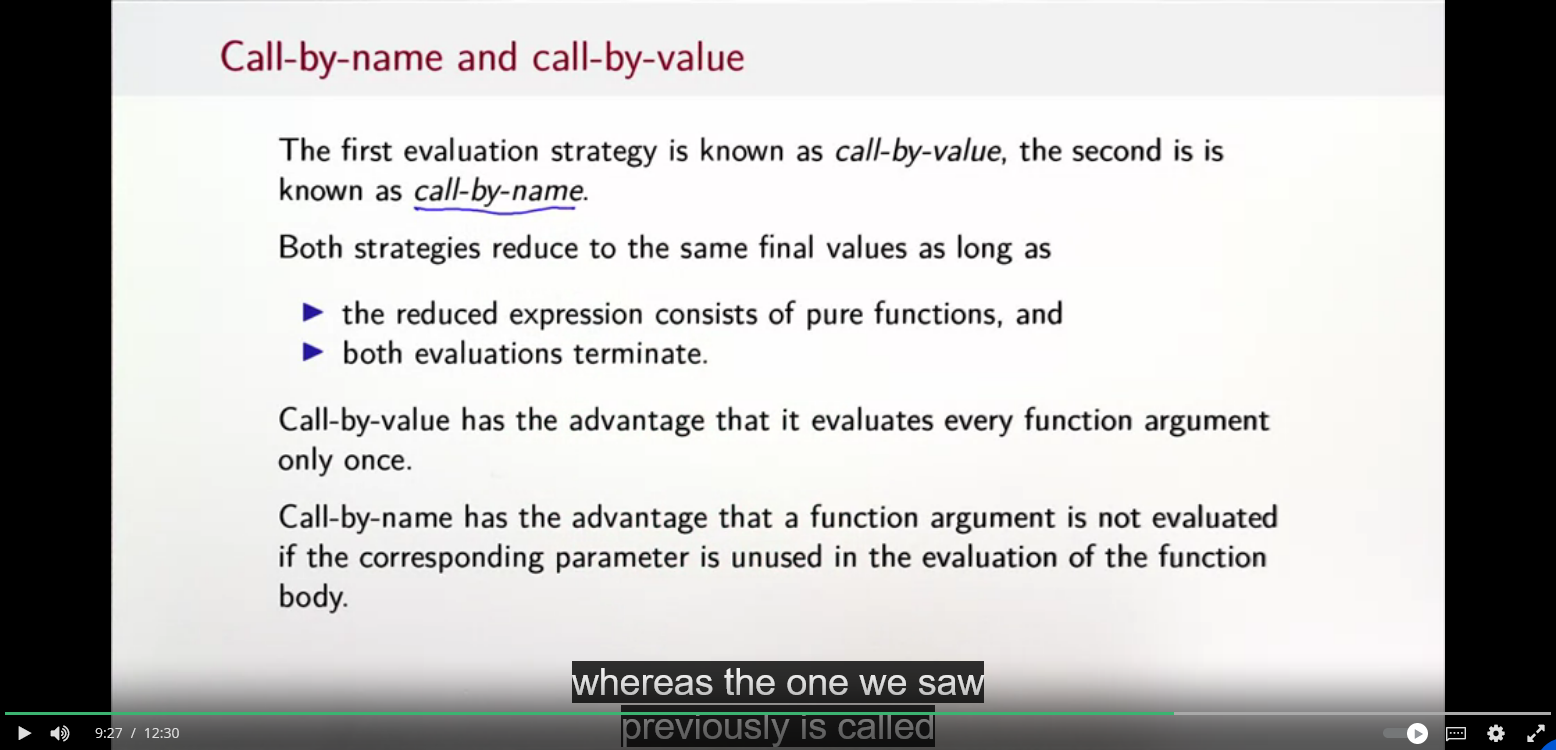 Call-by-name and call-by-value
The first evaluation strategy is known as call-by-value, the second is is
known as call-by-name.
Both strategies reduce to the same final values as long as
▶ the reduced expression consists of pure functions, and
▶ both evaluations terminate.
Call-by-value has the advantage that it evaluates every function argument
only once.
Call-by-name has the advantage that a function argument is not evaluated
if the corresponding parameter is unused in the evaluation of the function
body.
whereas the one we saw
previously is called
9:27 / 12:30